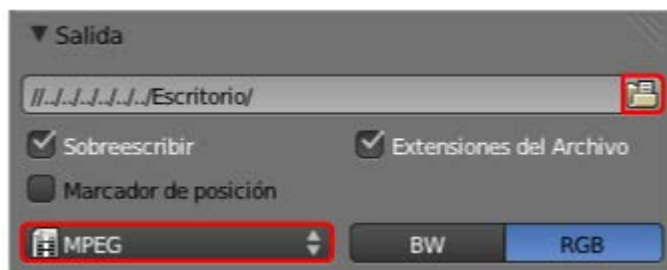 Salida
//../../../../../../Escritorio/
Sobreescribir
Extensiones del Archivo
Marcador de posición
MPEG
BW
RGB